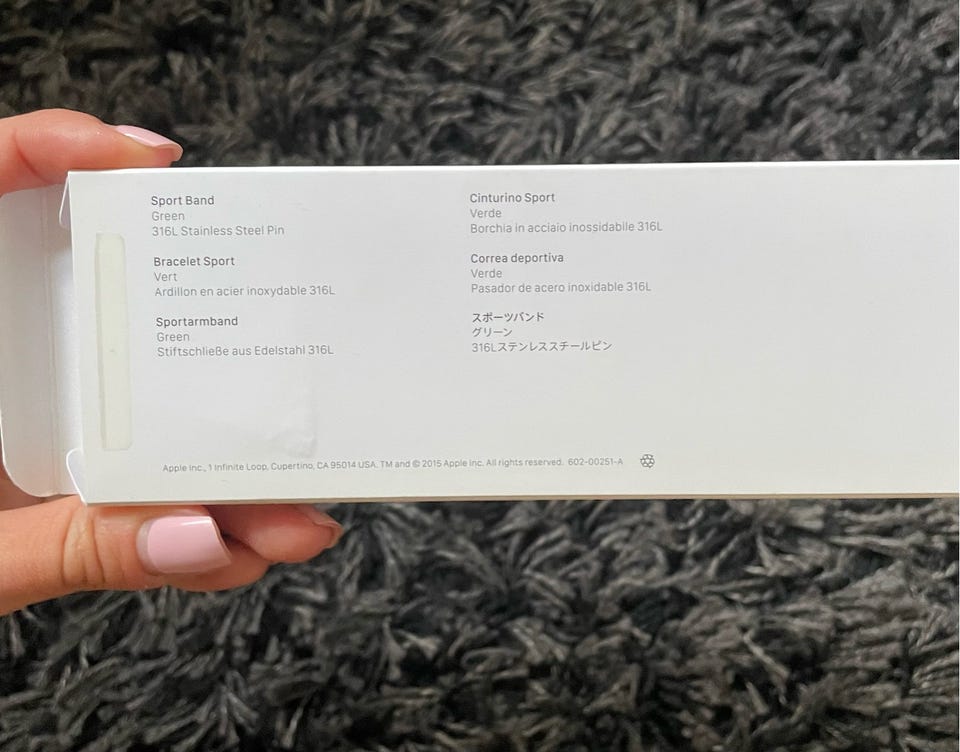 Sport Band
Green
316L Stainless Steel Pin
Bracelet Sport
Vert
Ardillon en acier inoxydable 316L
Sportarmband
Green
Stiftschließe aus Edelstahl 316L
Cinturino Sport
Verde
Borchia in acciaio inossidabile 316L
Correa deportiva
Verde
Pasador de acero inoxidable 316L
スポーツバンド
グリーン
316Lステンレススチールピン
Apple Inc., 1 Infinite Loop, Cupertino, CA 95014 USA. TM and © 2015 Apple Inc. All rights reserved. 602-00251-A